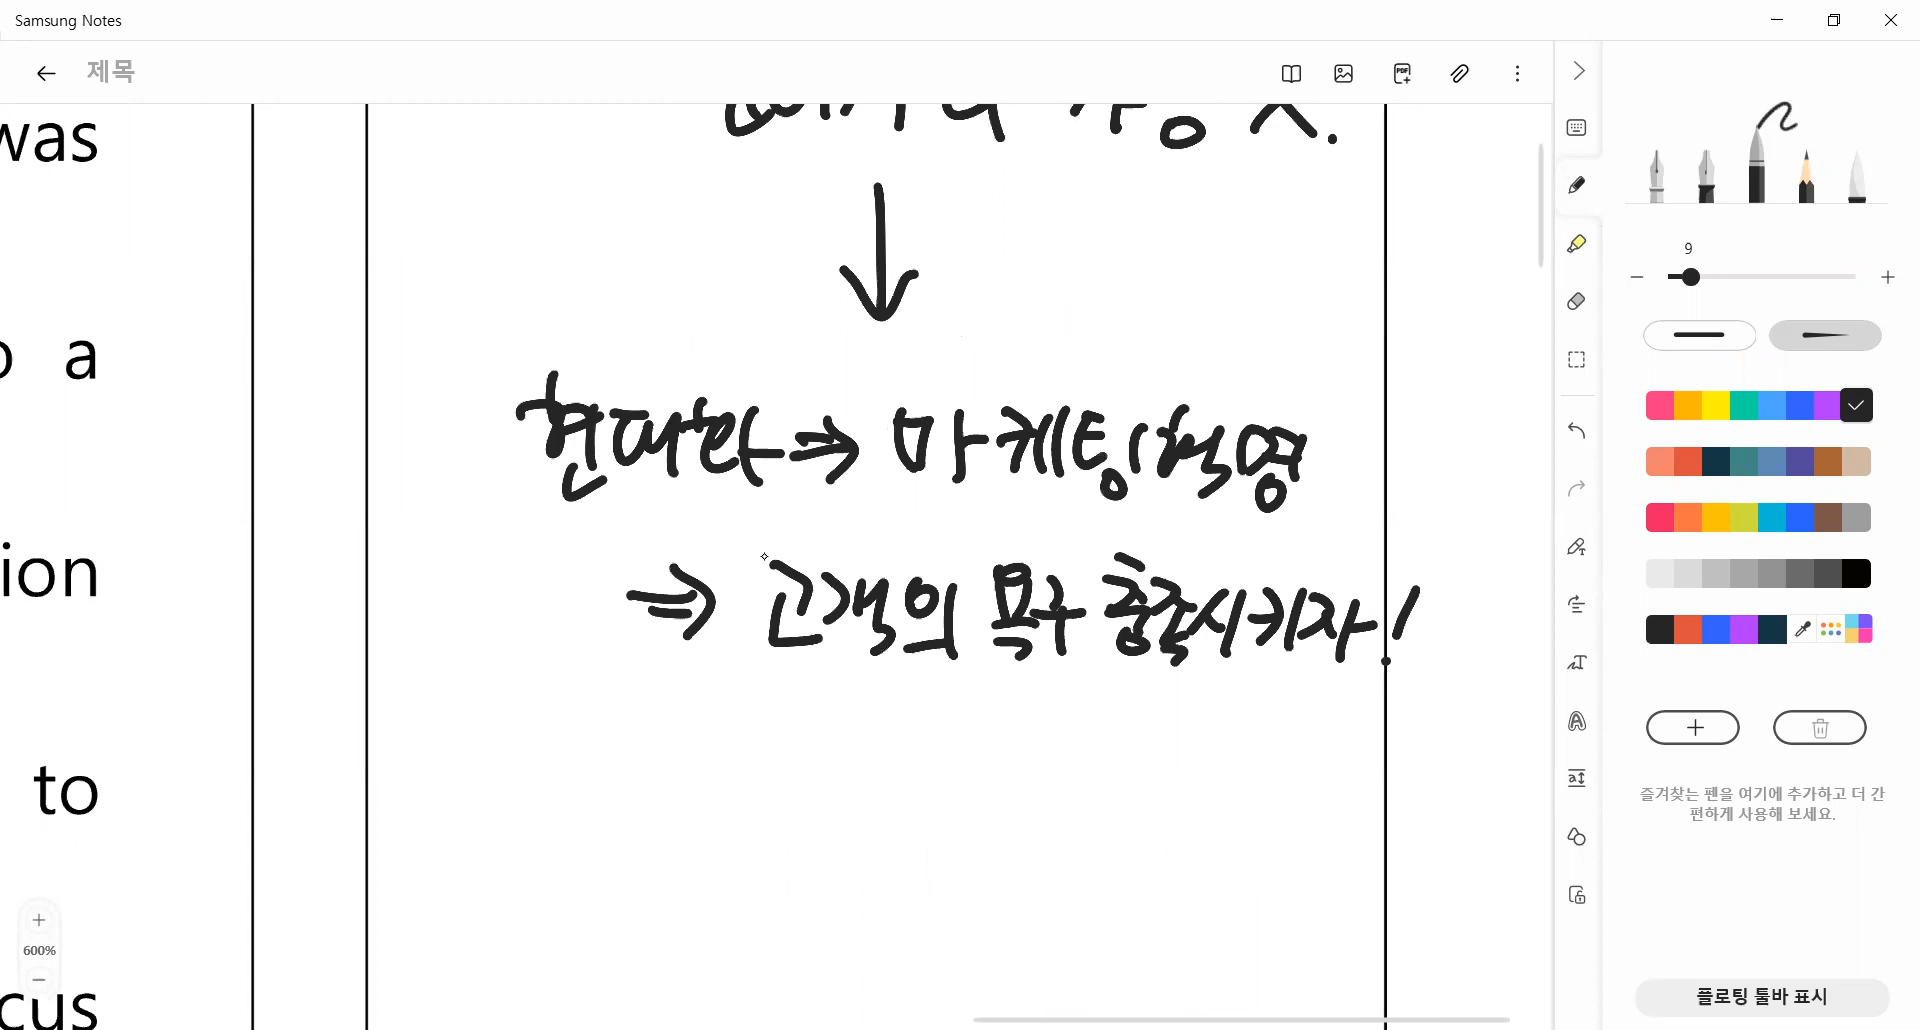 Samsung Notes
제목
was
a
현대화 ⇒ 마케팅혁명
ion
⇒ 고객의 욕구 충족시키자!
to
cus
600%
PDF
9
즐겨찾는 펜을 여기에 추가하고 더 간
편하게 사용해 보세요.
플로팅 툴바 표시